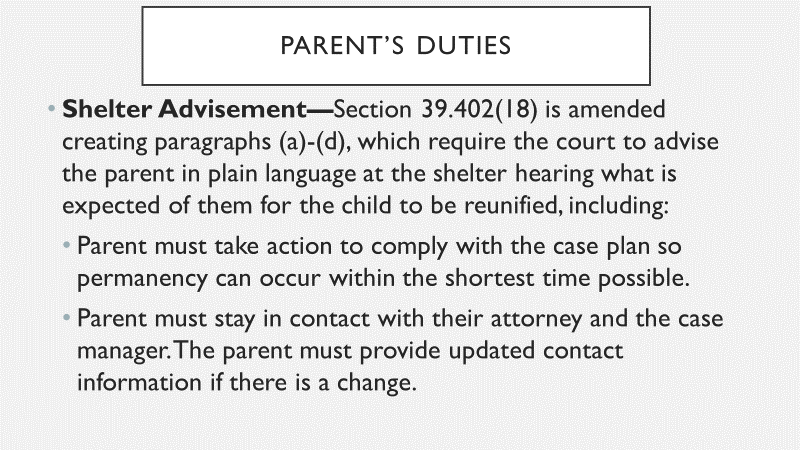 PARENT’S DUTIES
• Shelter Advisement—Section 39.402(18) is amended
creating paragraphs (a)-(d), which require the court to advise
the parent in plain language at the shelter hearing what is
expected of them for the child to be reunified, including:
• Parent must take action to comply with the case plan so
permanency can occur within the shortest time possible.
• Parent must stay in contact with their attorney and the case
manager. The parent must provide updated contact
information if there is a change.